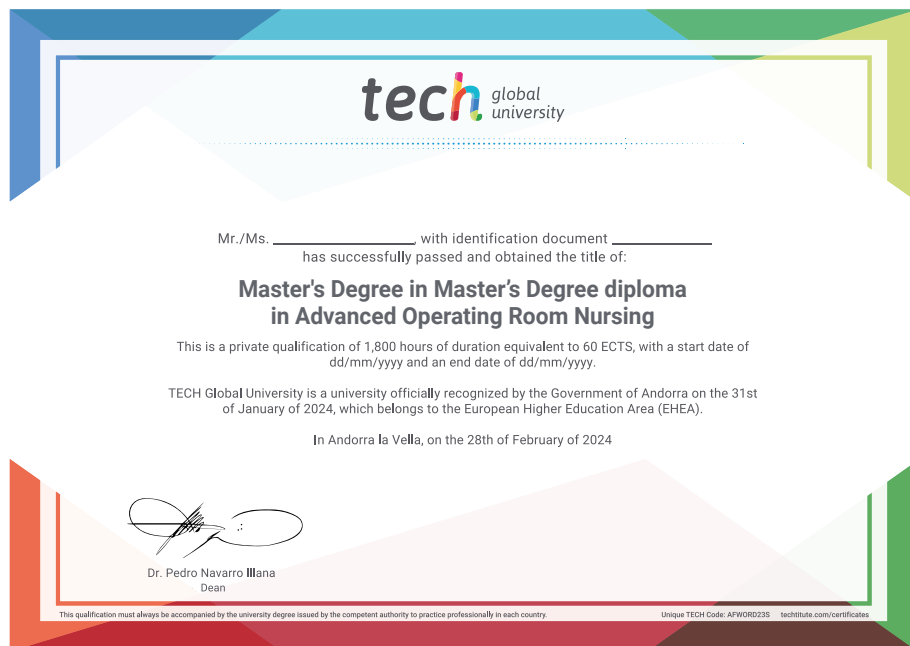 tech global
university
Mr./Ms. ____________, with identification document ____________
has successfully passed and obtained the title of:
Master's Degree in Master’s Degree diploma
in Advanced Operating Room Nursing
This is a private qualification of 1,800 hours of duration equivalent to 60 ECTS, with a start date of
dd/mm/yyyy and an end date of dd/mm/yyyy.
TECH Global University is a university officially recognized by the Government of Andorra on the 31st
of January of 2024, which belongs to the European Higher Education Area (EHEA).
In Andorra la Vella, on the 28th of February of 2024
Dr. Pedro Navarro Illana
Dean
This qualification must always be accompanied by the university degree issued by the competent authority to practice professionally in each country.
Unique TECH Code: AFWORD23S techtitute.com/certificates